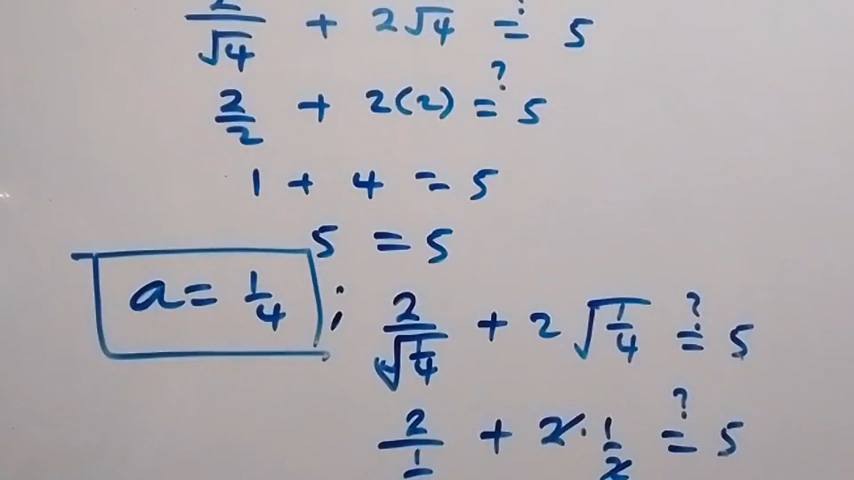 2/√4 + 2√4 ?= 5
2/2 + 2(2) ?= 5
1 + 4 = 5
5 = 5
a = 1/4 ; 2/√(1/4) + 2√(1/4) ?= 5
2/1 + 2·1/2 ?= 5